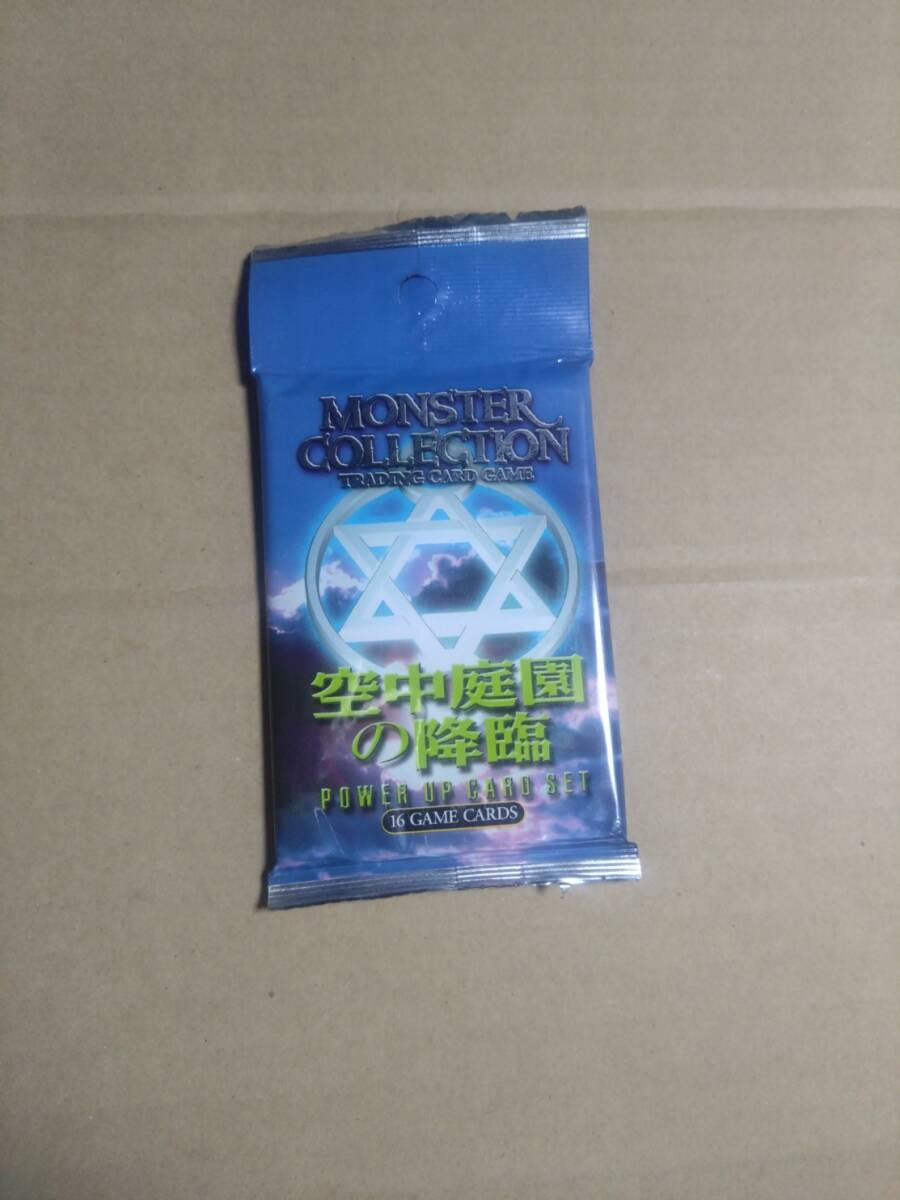 MONSTER
COLLECTION
TRADING CARD GAME
空中庭園
の降臨
POWER UP CARD SET
16 GAME CARDS